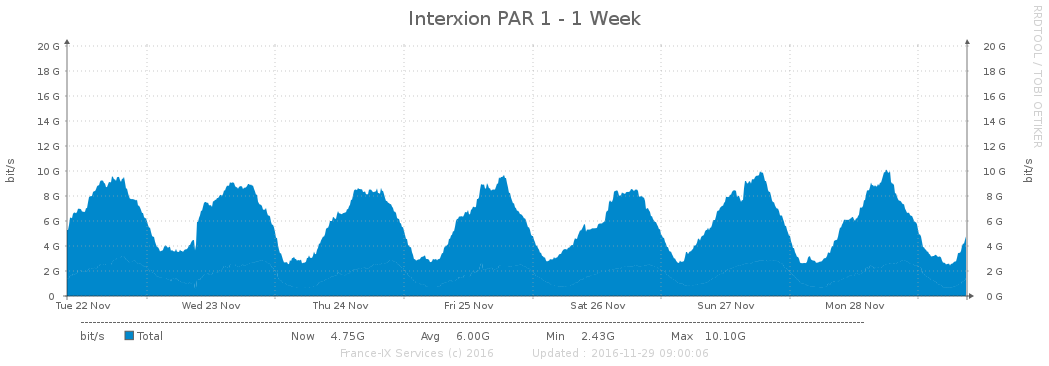 Interxion PAR 1 - 1 Week
RRDTOOL / TOBI OETIKER
bit/s
20 G 20 G
18 G 18 G
16 G 16 G
14 G 14 G
12 G 12 G
10 G 10 G
8 G 8 G
6 G 6 G
4 G 4 G
2 G 2 G
0 0 G
bit/s
Tue 22 Nov Wed 23 Nov Thu 24 Nov Fri 25 Nov Sat 26 Nov Sun 27 Nov Mon 28 Nov
bit/s Total Now 4.75G Avg 6.00G Min 2.43G Max 10.10G
France-IX Services (c) 2016 Updated : 2016-11-29 09:00:06